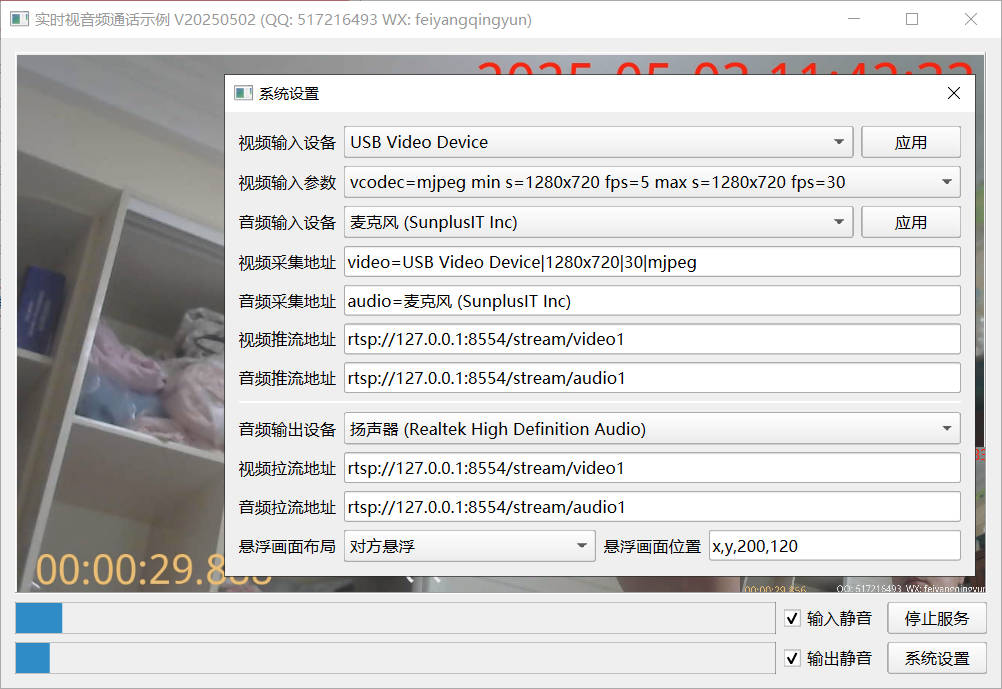 实时视音频通话示例 V20250502 (QQ: 517216493 WX: feiyangqingyun)
系统设置
视频输入设备 USB Video Device 应用
视频输入参数 vcodec=mjpeg min s=1280x720 fps=5 max s=1280x720 fps=30
音频输入设备 麦克风 (SunplusIT Inc) 应用
视频采集地址 video=USB Video Device|1280x720|30|mjpeg
音频采集地址 audio=麦克风 (SunplusIT Inc)
视频推流地址 rtsp://127.0.0.1:8554/stream/video1
音频推流地址 rtsp://127.0.0.1:8554/stream/audio1
音频输出设备 扬声器 (Realtek High Definition Audio)
视频拉流地址 rtsp://127.0.0.1:8554/stream/video1
音频拉流地址 rtsp://127.0.0.1:8554/stream/audio1
悬浮画面布局 对方悬浮 悬浮画面位置 x,y,200,120
00:00:29.8
00:00:29.856 QQ: 517216493 WX: feiyangqingyun
输入静音 停止服务
输出静音 系统设置